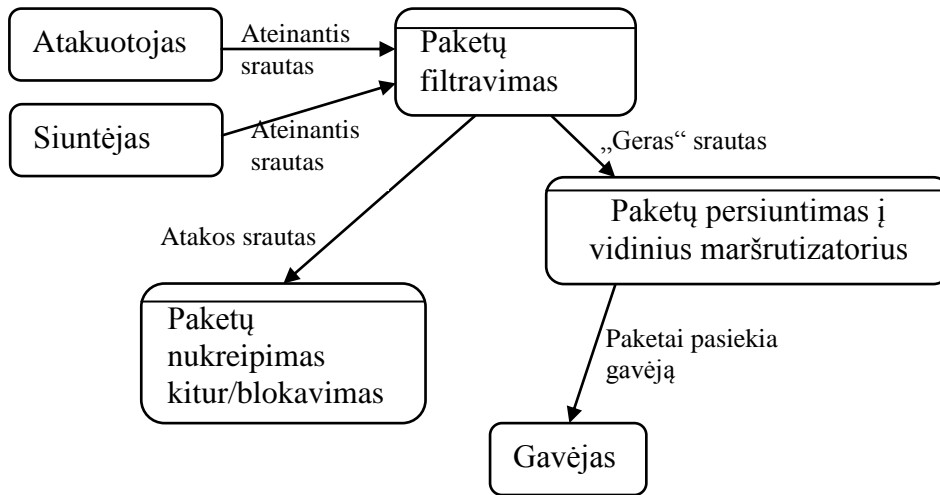 Atakuotojas
Ateinantis
srautas
Paketų
filtravimas
Siuntėjas
Ateinantis
srautas
„Geras“ srautas
Atakos srautas
Paketų persiuntimas į
vidinius maršrutizatorius
Paketų
nukreipimas
kitur/blokavimas
Paketai pasiekia
gavėją
Gavėjas